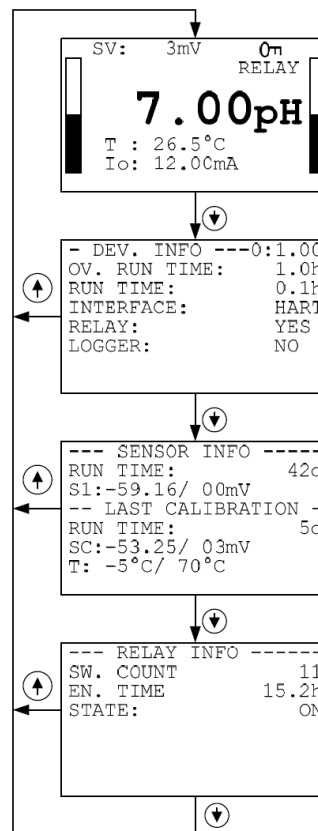 SV: 3mV
RELAY
7.00pH
T : 26.5°C
Io: 12.00mA
- DEV. INFO ---0:1.00
OV. RUN TIME: 1.0h
RUN TIME: 0.1h
INTERFACE: HART
RELAY: YES
LOGGER: NO
--- SENSOR INFO -----
RUN TIME: 42d
S1:-59.16/ 00mV
-- LAST CALIBRATION -
RUN TIME: 5d
SC:-53.25/ 03mV
T: -5°C/ 70°C
--- RELAY INFO ------
SW. COUNT 11
EN. TIME 15.2h
STATE: ON